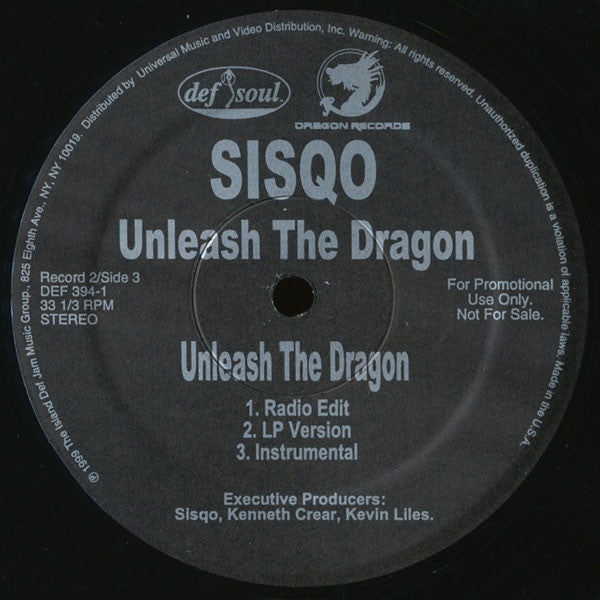 ℗ 1999 The Island Def Jam Music Group., 825 Eighth Ave., NY, NY 10019. Distributed by Universal Music and Video Distribution, Inc. Warning: All rights reserved. Unauthorized duplication is a violation of applicable laws. Made in the U.S.A.
def soul.
DRAGON RECORDS
SISQO
Unleash The Dragon
Record 2/Side 3
DEF 394-1
33 1/3 RPM
STEREO
For Promotional
Use Only.
Not For Sale.
Unleash The Dragon
1. Radio Edit
2. LP Version
3. Instrumental
Executive Producers:
Sisqo, Kenneth Crear, Kevin Liles.